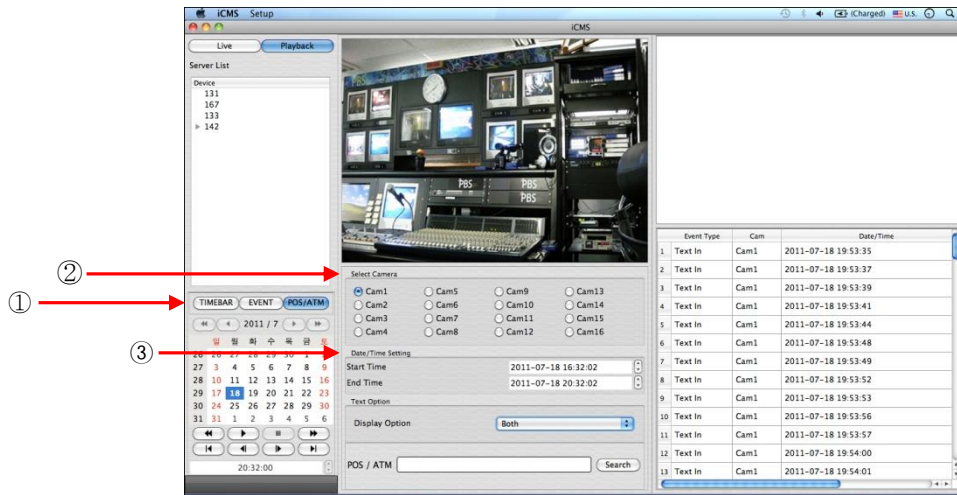 iCMS Setup (Charged) U.S.
iCMS
Live Playback
Server List
Device
131
167
133
142
PBS PBS
PBS
②
Select Camera
Cam1 Cam5 Cam9 Cam13
Cam2 Cam6 Cam10 Cam14
Cam3 Cam7 Cam11 Cam15
Cam4 Cam8 Cam12 Cam16
①
TIMEBAR EVENT POS/ATM
2011 / 7
일 월 화 수 목 금 토
26 26 27 28 29 30 1 2
27 3 4 5 6 7 8 9
28 10 11 12 13 14 15 16
29 17 18 19 20 21 22 23
30 24 25 26 27 28 29 30
31 31 1 2 3 4 5 6
20:32:00
③
Date/Time Setting
Start Time 2011-07-18 16:32:02
End Time 2011-07-18 20:32:02
Text Option
Display Option Both
POS / ATM Search
Event Type Cam Date/Time
1 Text In Cam1 2011-07-18 19:53:35
2 Text In Cam1 2011-07-18 19:53:37
3 Text In Cam1 2011-07-18 19:53:39
4 Text In Cam1 2011-07-18 19:53:41
5 Text In Cam1 2011-07-18 19:53:44
6 Text In Cam1 2011-07-18 19:53:48
7 Text In Cam1 2011-07-18 19:53:49
8 Text In Cam1 2011-07-18 19:53:52
9 Text In Cam1 2011-07-18 19:53:53
10 Text In Cam1 2011-07-18 19:53:56
11 Text In Cam1 2011-07-18 19:53:57
12 Text In Cam1 2011-07-18 19:54:00
13 Text In Cam1 2011-07-18 19:54:01